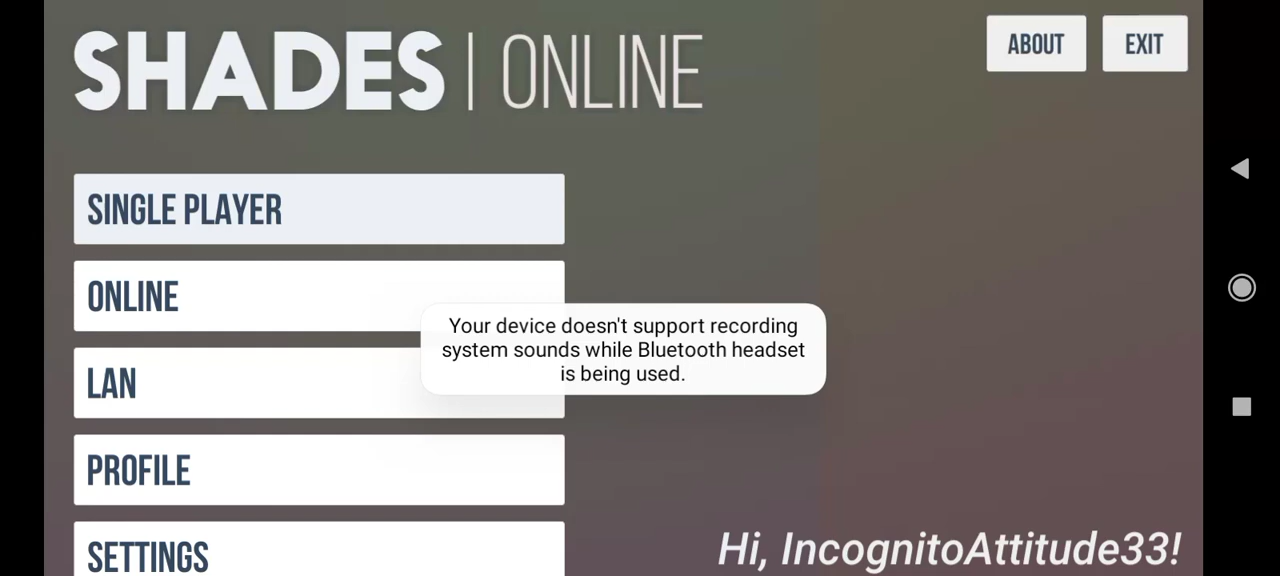 SHADES | ONLINE
ABOUT
EXIT
SINGLE PLAYER
ONLINE
LAN
PROFILE
SETTINGS
Your device doesn't support recording
system sounds while Bluetooth headset
is being used.
Hi, IncognitoAttitude33!